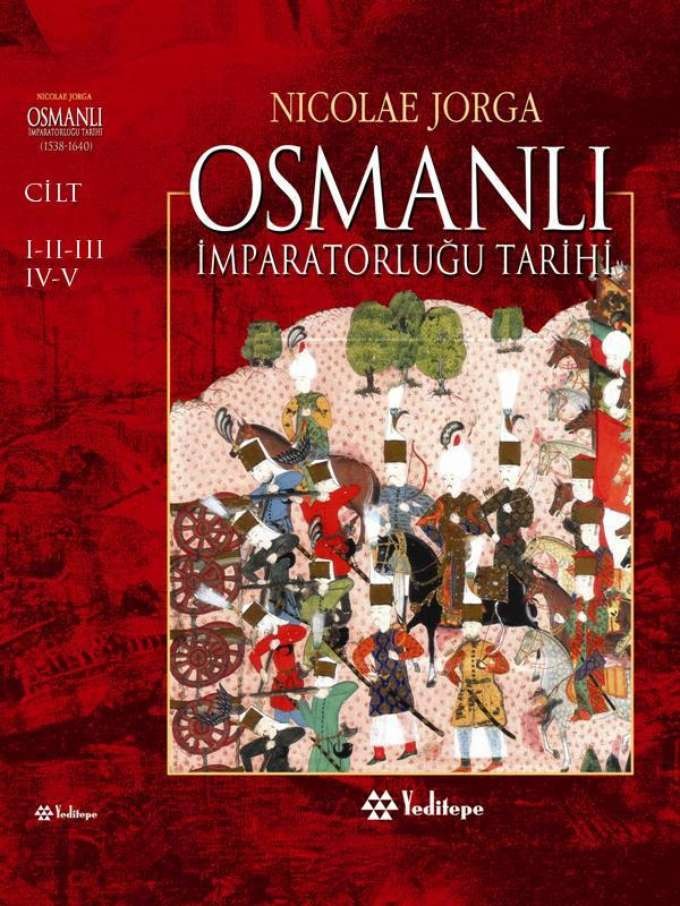 NICOLAE JORGA
OSMANLI
İMPARATORLUĞU TARİHİ
(1538-1640)
CİLT
I-II-III
IV-V
Yeditepe
NICOLAE JORGA
OSMANLI
İMPARATORLUĞU TARİHİ
Yeditepe